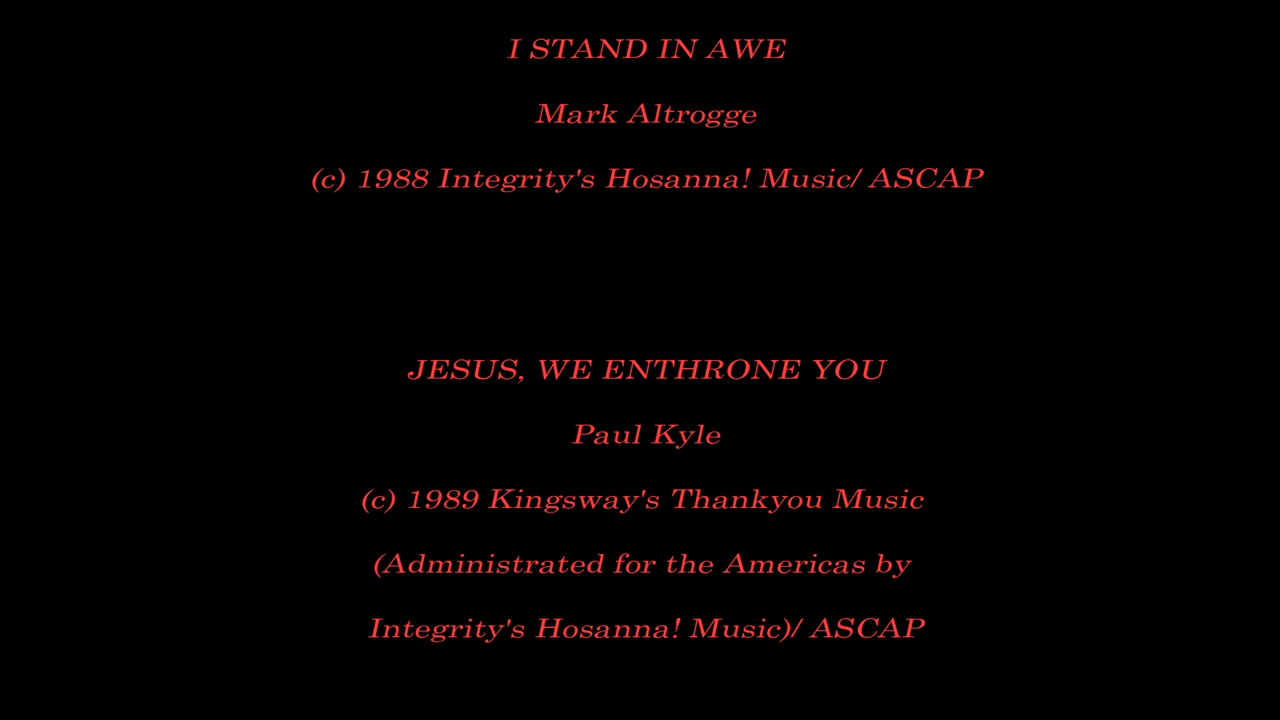 I STAND IN AWE
Mark Altrogge
(c) 1988 Integrity's Hosanna! Music/ ASCAP
JESUS, WE ENTHRONE YOU
Paul Kyle
(c) 1989 Kingsway's Thankyou Music
(Administrated for the Americas by
Integrity's Hosanna! Music)/ ASCAP